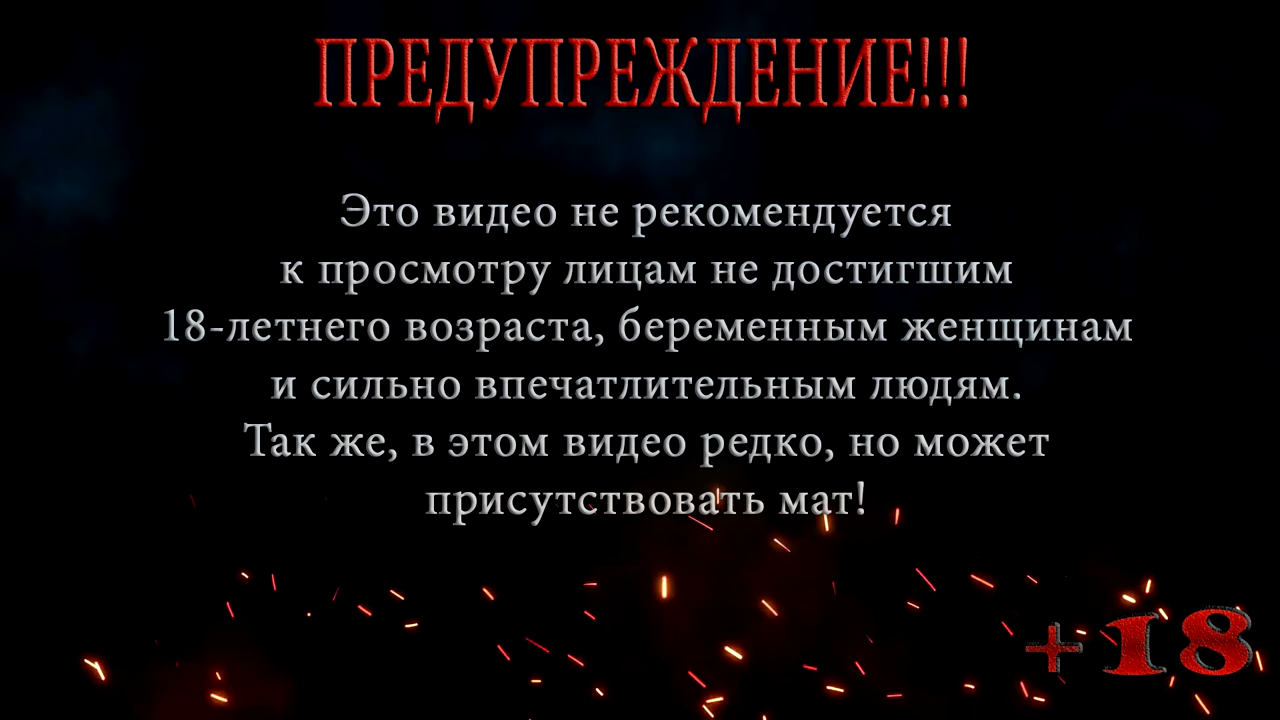 ПРЕДУПРЕЖДЕНИЕ!!!
Это видео не рекомендуется
к просмотру лицам не достигшим
18-летнего возраста, беременным женщинам
и сильно впечатлительным людям.
Так же, в этом видео редко, но может
присутствовать мат!
+18